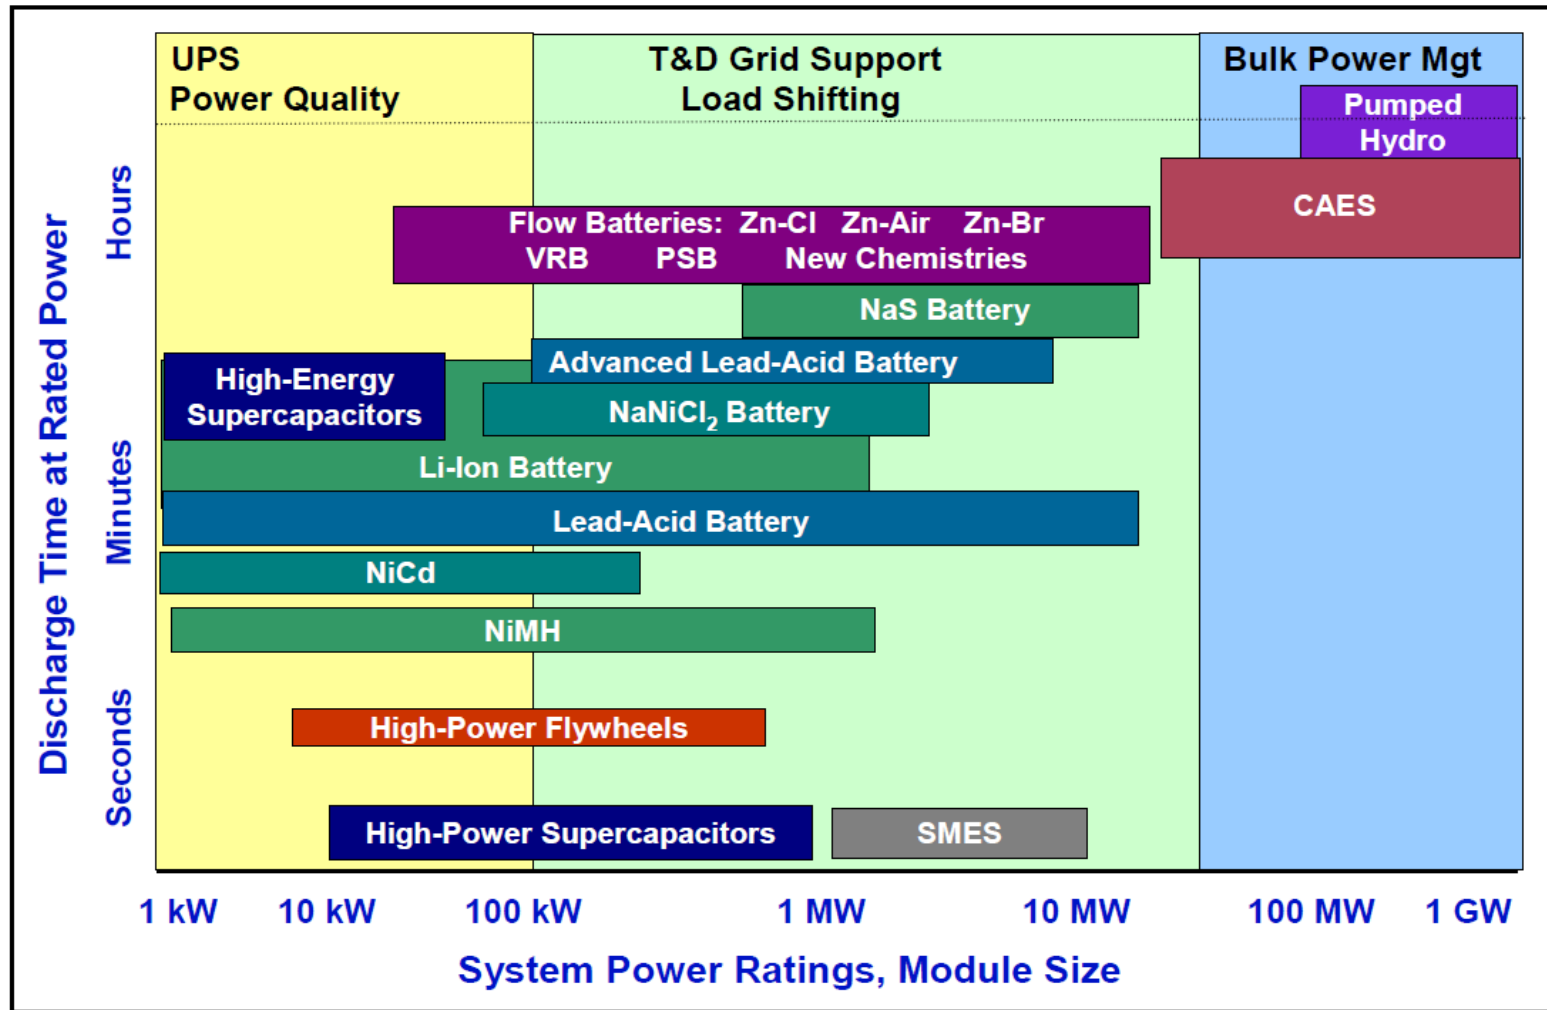 UPS
Power Quality
T&D Grid Support
Load Shifting
Bulk Power Mgt
Pumped
Hydro
CAES
Flow Batteries: Zn-Cl Zn-Air Zn-Br
VRB PSB New Chemistries
NaS Battery
Advanced Lead-Acid Battery
High-Energy
Supercapacitors
NaNiCl₂ Battery
Li-Ion Battery
Lead-Acid Battery
NiCd
NiMH
High-Power Flywheels
High-Power Supercapacitors
SMES
Discharge Time at Rated Power
Hours
Minutes
Seconds
1 kW 10 kW 100 kW 1 MW 10 MW 100 MW 1 GW
System Power Ratings, Module Size